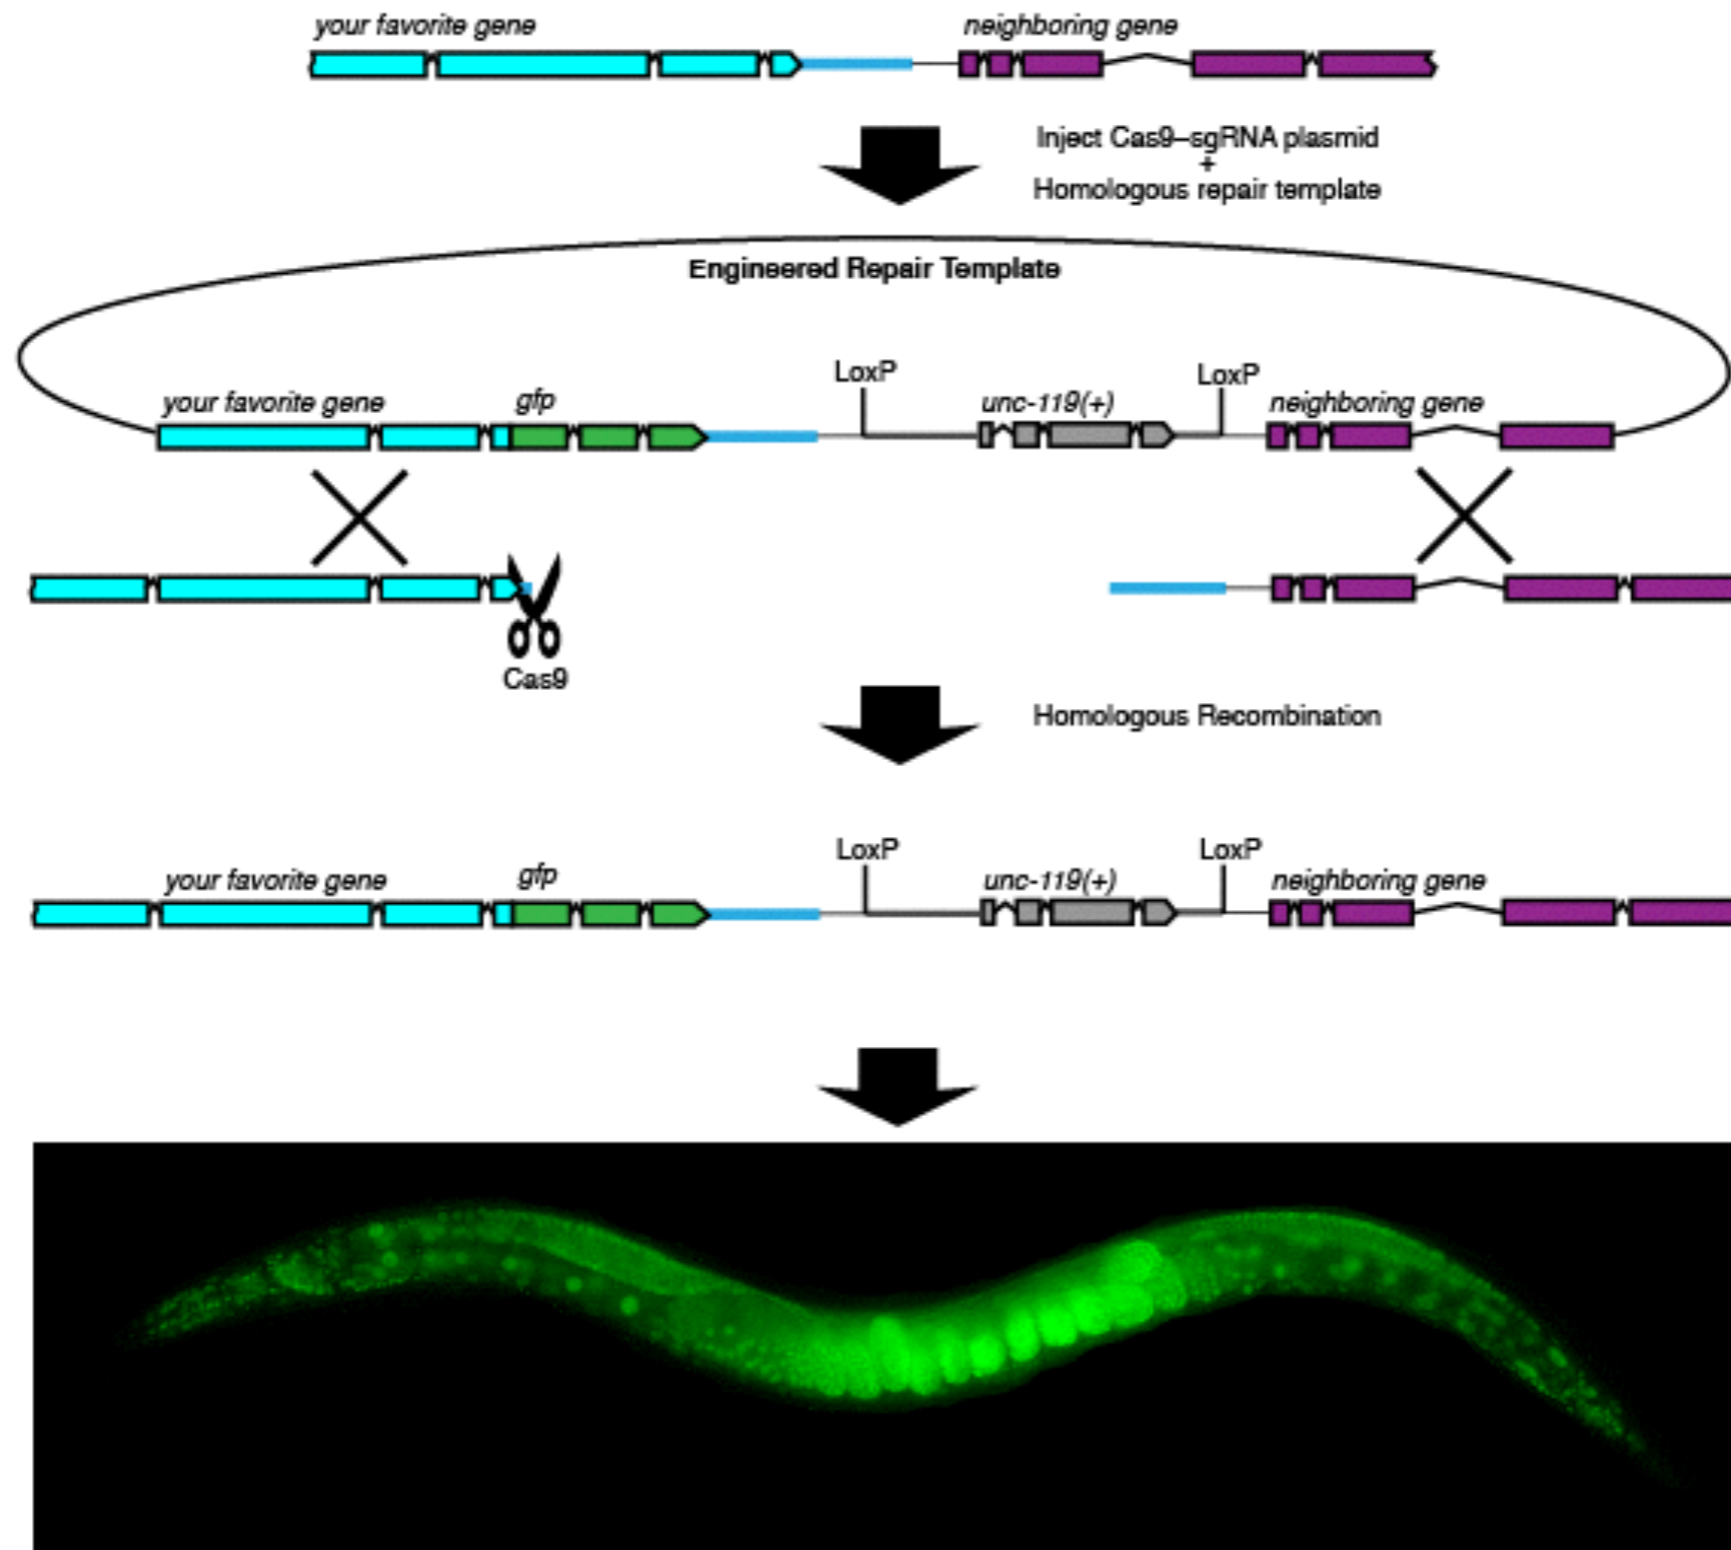 your favorite gene
neighboring gene
Inject Cas9–sgRNA plasmid
+
Homologous repair template
Engineered Repair Template
LoxP
LoxP
your favorite gene
gfp
unc-119(+)
neighboring gene
Cas9
Homologous Recombination
LoxP
LoxP
your favorite gene
gfp
unc-119(+)
neighboring gene